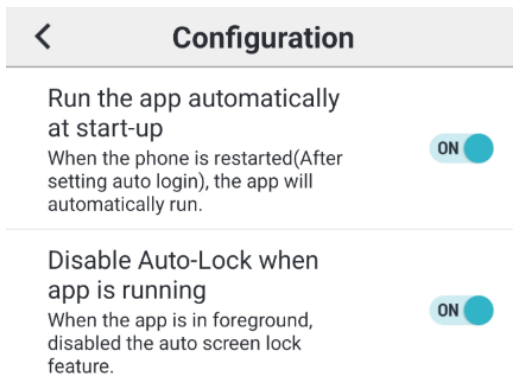 Configuration
Run the app automatically
at start-up
When the phone is restarted(After
setting auto login), the app will
automatically run.
ON
Disable Auto-Lock when
app is running
When the app is in foreground,
disabled the auto screen lock
feature.
ON